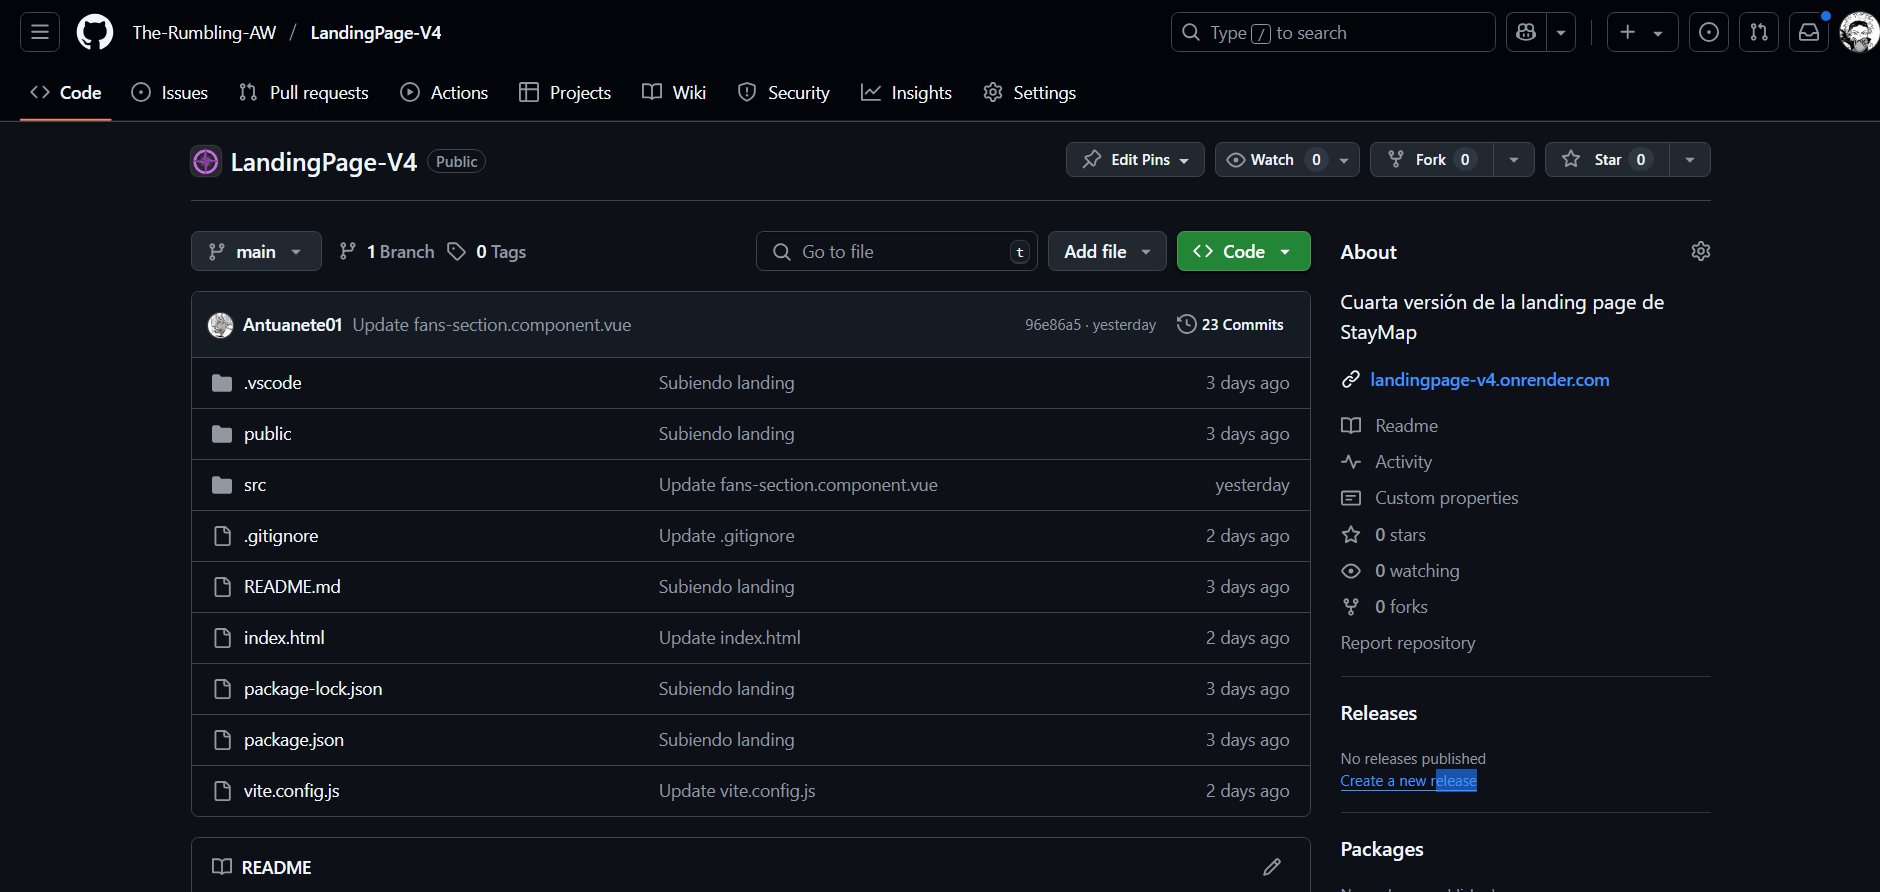 The-Rumbling-AW / LandingPage-V4
Type / to search
Code Issues Pull requests Actions Projects Wiki Security Insights Settings
LandingPage-V4 Public
Edit Pins Watch 0 Fork 0 Star 0
main 1 Branch 0 Tags
Go to file t Add file Code
Antuanete01 Update fans-section.component.vue 96e86a5 · yesterday 23 Commits
.vscode Subiendo landing 3 days ago
public Subiendo landing 3 days ago
src Update fans-section.component.vue yesterday
.gitignore Update .gitignore 2 days ago
README.md Subiendo landing 3 days ago
index.html Update index.html 2 days ago
package-lock.json Subiendo landing 3 days ago
package.json Subiendo landing 3 days ago
vite.config.js Update vite.config.js 2 days ago
README
About
Cuarta versión de la landing page de
StayMap
landingpage-v4.onrender.com
Readme
Activity
Custom properties
0 stars
0 watching
0 forks
Report repository
Releases
No releases published
Create a new release
Packages